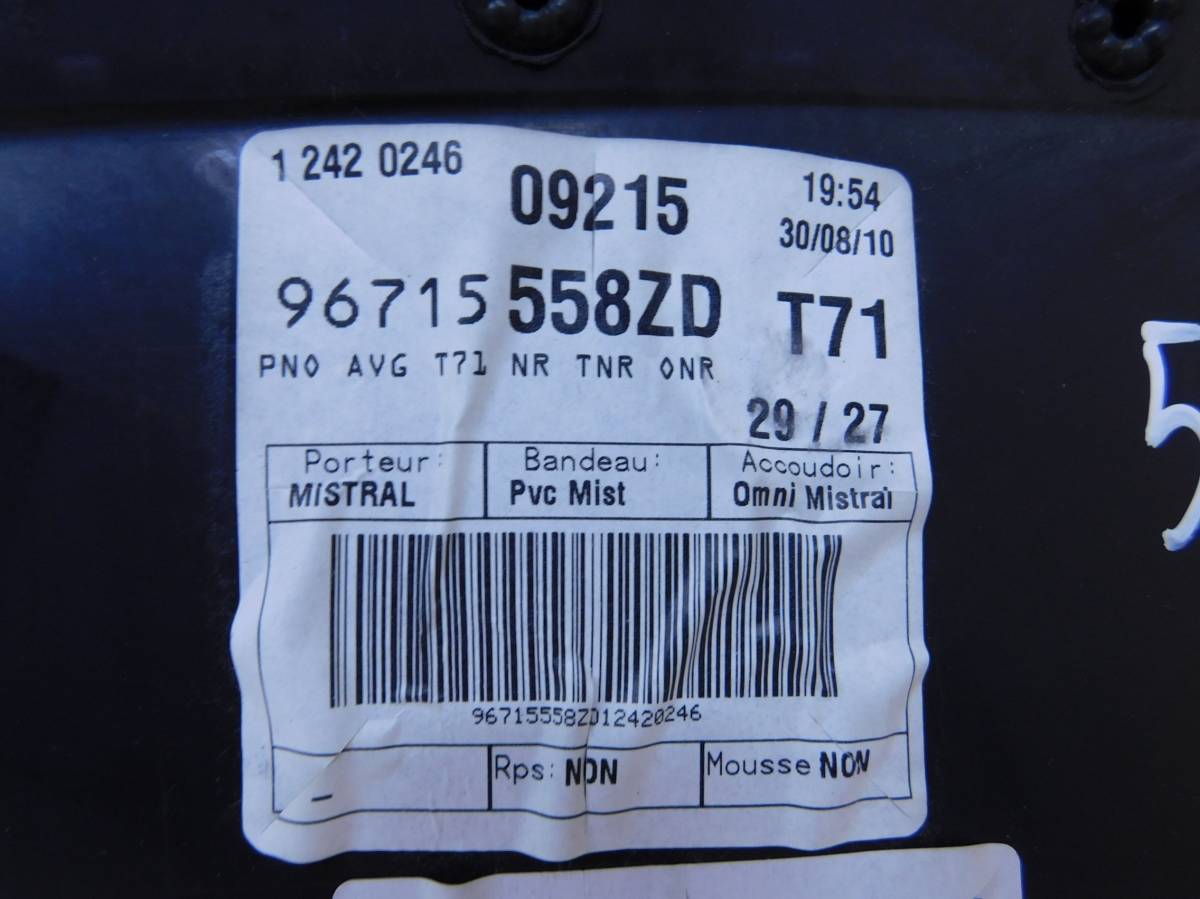 1 242 0246
09215
19:54
30/08/10
96715 558ZD
T71
PNO AVG T71 NR TNR ONR
29 / 27
Porteur:
MISTRAL
Bandeau:
Pvc Mist
Accoudoir:
Omni Mistral
96715558ZD12420246
_
Rps: NON
Mousse NON
5